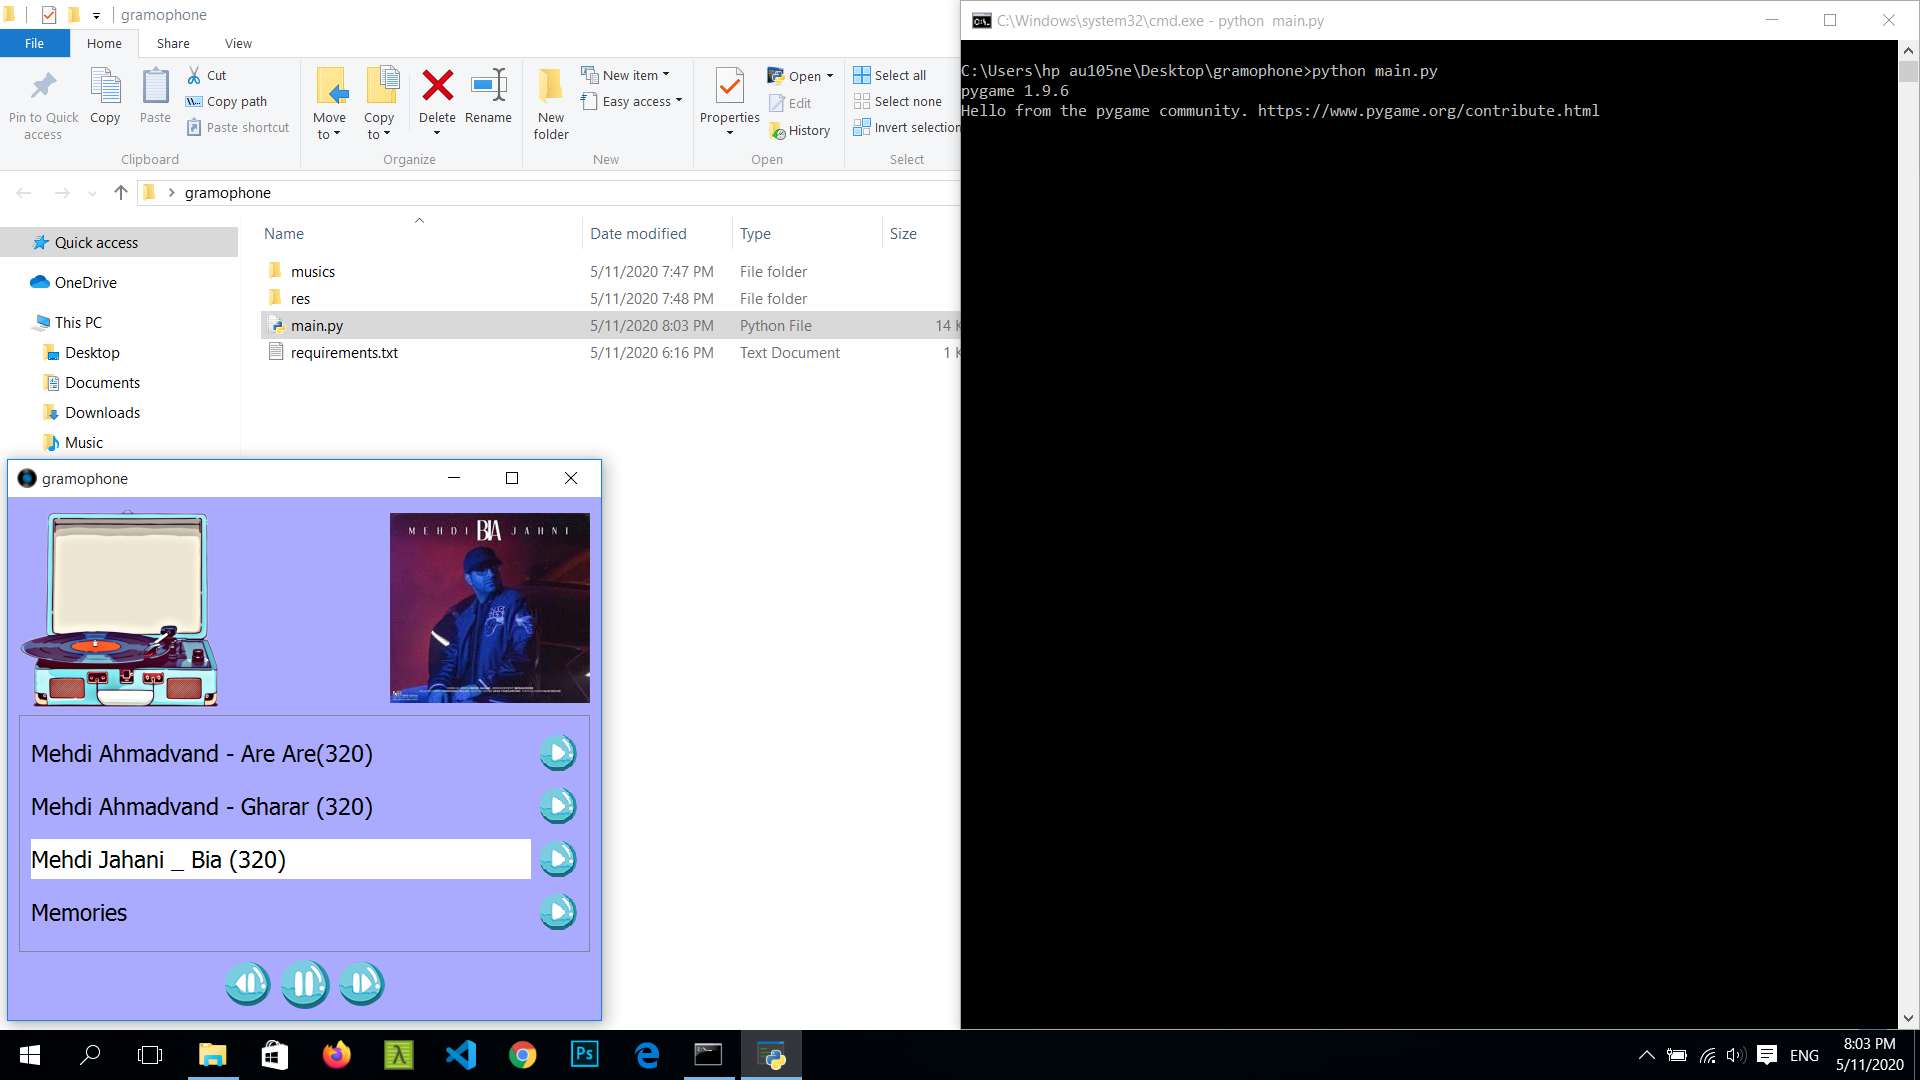 gramophone
File
Home
Share
View
Pin to Quick access
Copy
Paste
Cut
Copy path
Paste shortcut
Clipboard
Move to
Copy to
Delete
Rename
Organize
New folder
New item
Easy access
New
Properties
Open
Edit
History
Open
Select all
Select none
Invert selection
Select
gramophone
Quick access
OneDrive
This PC
Desktop
Documents
Downloads
Music
Name Date modified Type Size
musics 5/11/2020 7:47 PM File folder
res 5/11/2020 7:48 PM File folder
main.py 5/11/2020 8:03 PM Python File 14 K
requirements.txt 5/11/2020 6:16 PM Text Document 1 K
C:\Windows\system32\cmd.exe - python  main.py
C:\Users\hp au105ne\Desktop\gramophone>python main.py
pygame 1.9.6
Hello from the pygame community. https://www.pygame.org/contribute.html
gramophone
MEHDI BIA JAHNI
Mehdi Ahmadvand - Are Are(320)
Mehdi Ahmadvand - Gharar (320)
Mehdi Jahani _ Bia (320)
Memories
Ps
ENG
8:03 PM
5/11/2020